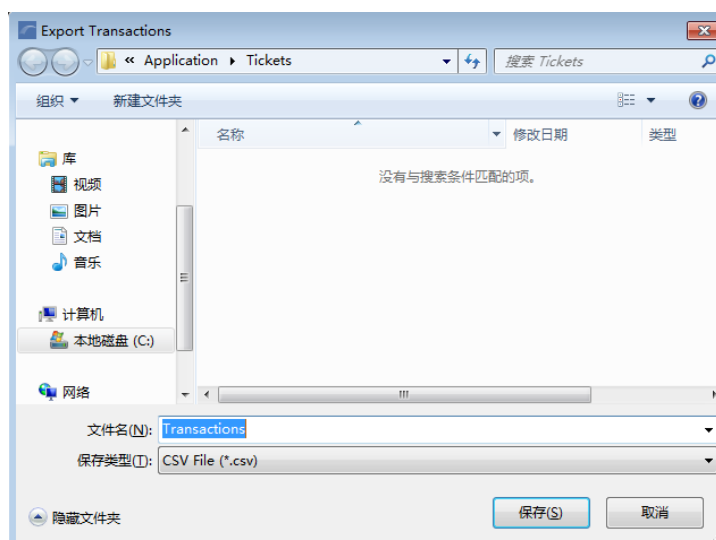 Export Transactions
« Application Tickets
搜索 Tickets
组织 新建文件夹
名称 修改日期 类型
没有与搜索条件匹配的项。
库
视频
图片
文档
音乐
计算机
本地磁盘 (C:)
网络
文件名(N): Transactions
保存类型(T): CSV File (*.csv)
隐藏文件夹
保存(S) 取消